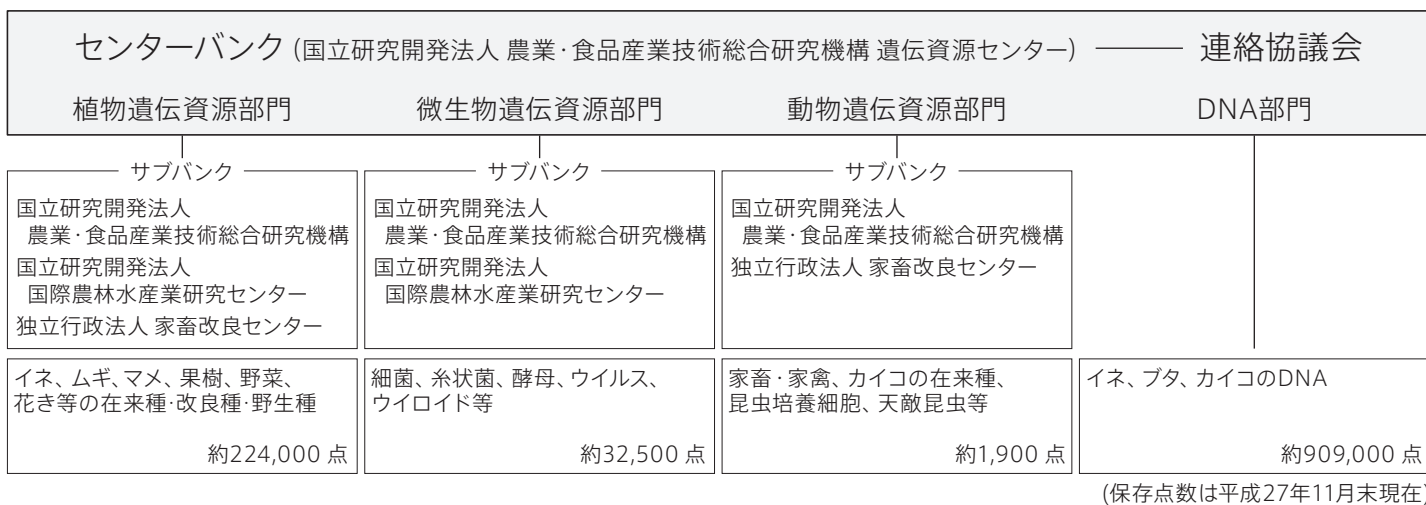 センターバンク (国立研究開発法人 農業・食品産業技術総合研究機構 遺伝資源センター) 連絡協議会
植物遺伝資源部門 微生物遺伝資源部門 動物遺伝資源部門 DNA部門
サブバンク
国立研究開発法人
農業・食品産業技術総合研究機構
国立研究開発法人
国際農林水産業研究センター
独立行政法人 家畜改良センター
イネ、ムギ、マメ、果樹、野菜、
花き等の在来種・改良種・野生種
約224,000 点
サブバンク
国立研究開発法人
農業・食品産業技術総合研究機構
国立研究開発法人
国際農林水産業研究センター
細菌、糸状菌、酵母、ウイルス、
ウイロイド等
約32,500 点
サブバンク
国立研究開発法人
農業・食品産業技術総合研究機構
独立行政法人 家畜改良センター
家畜・家禽、カイコの在来種、
昆虫培養細胞、天敵昆虫等
約1,900 点
イネ、ブタ、カイコのDNA
約909,000 点
(保存点数は平成27年11月末現在)